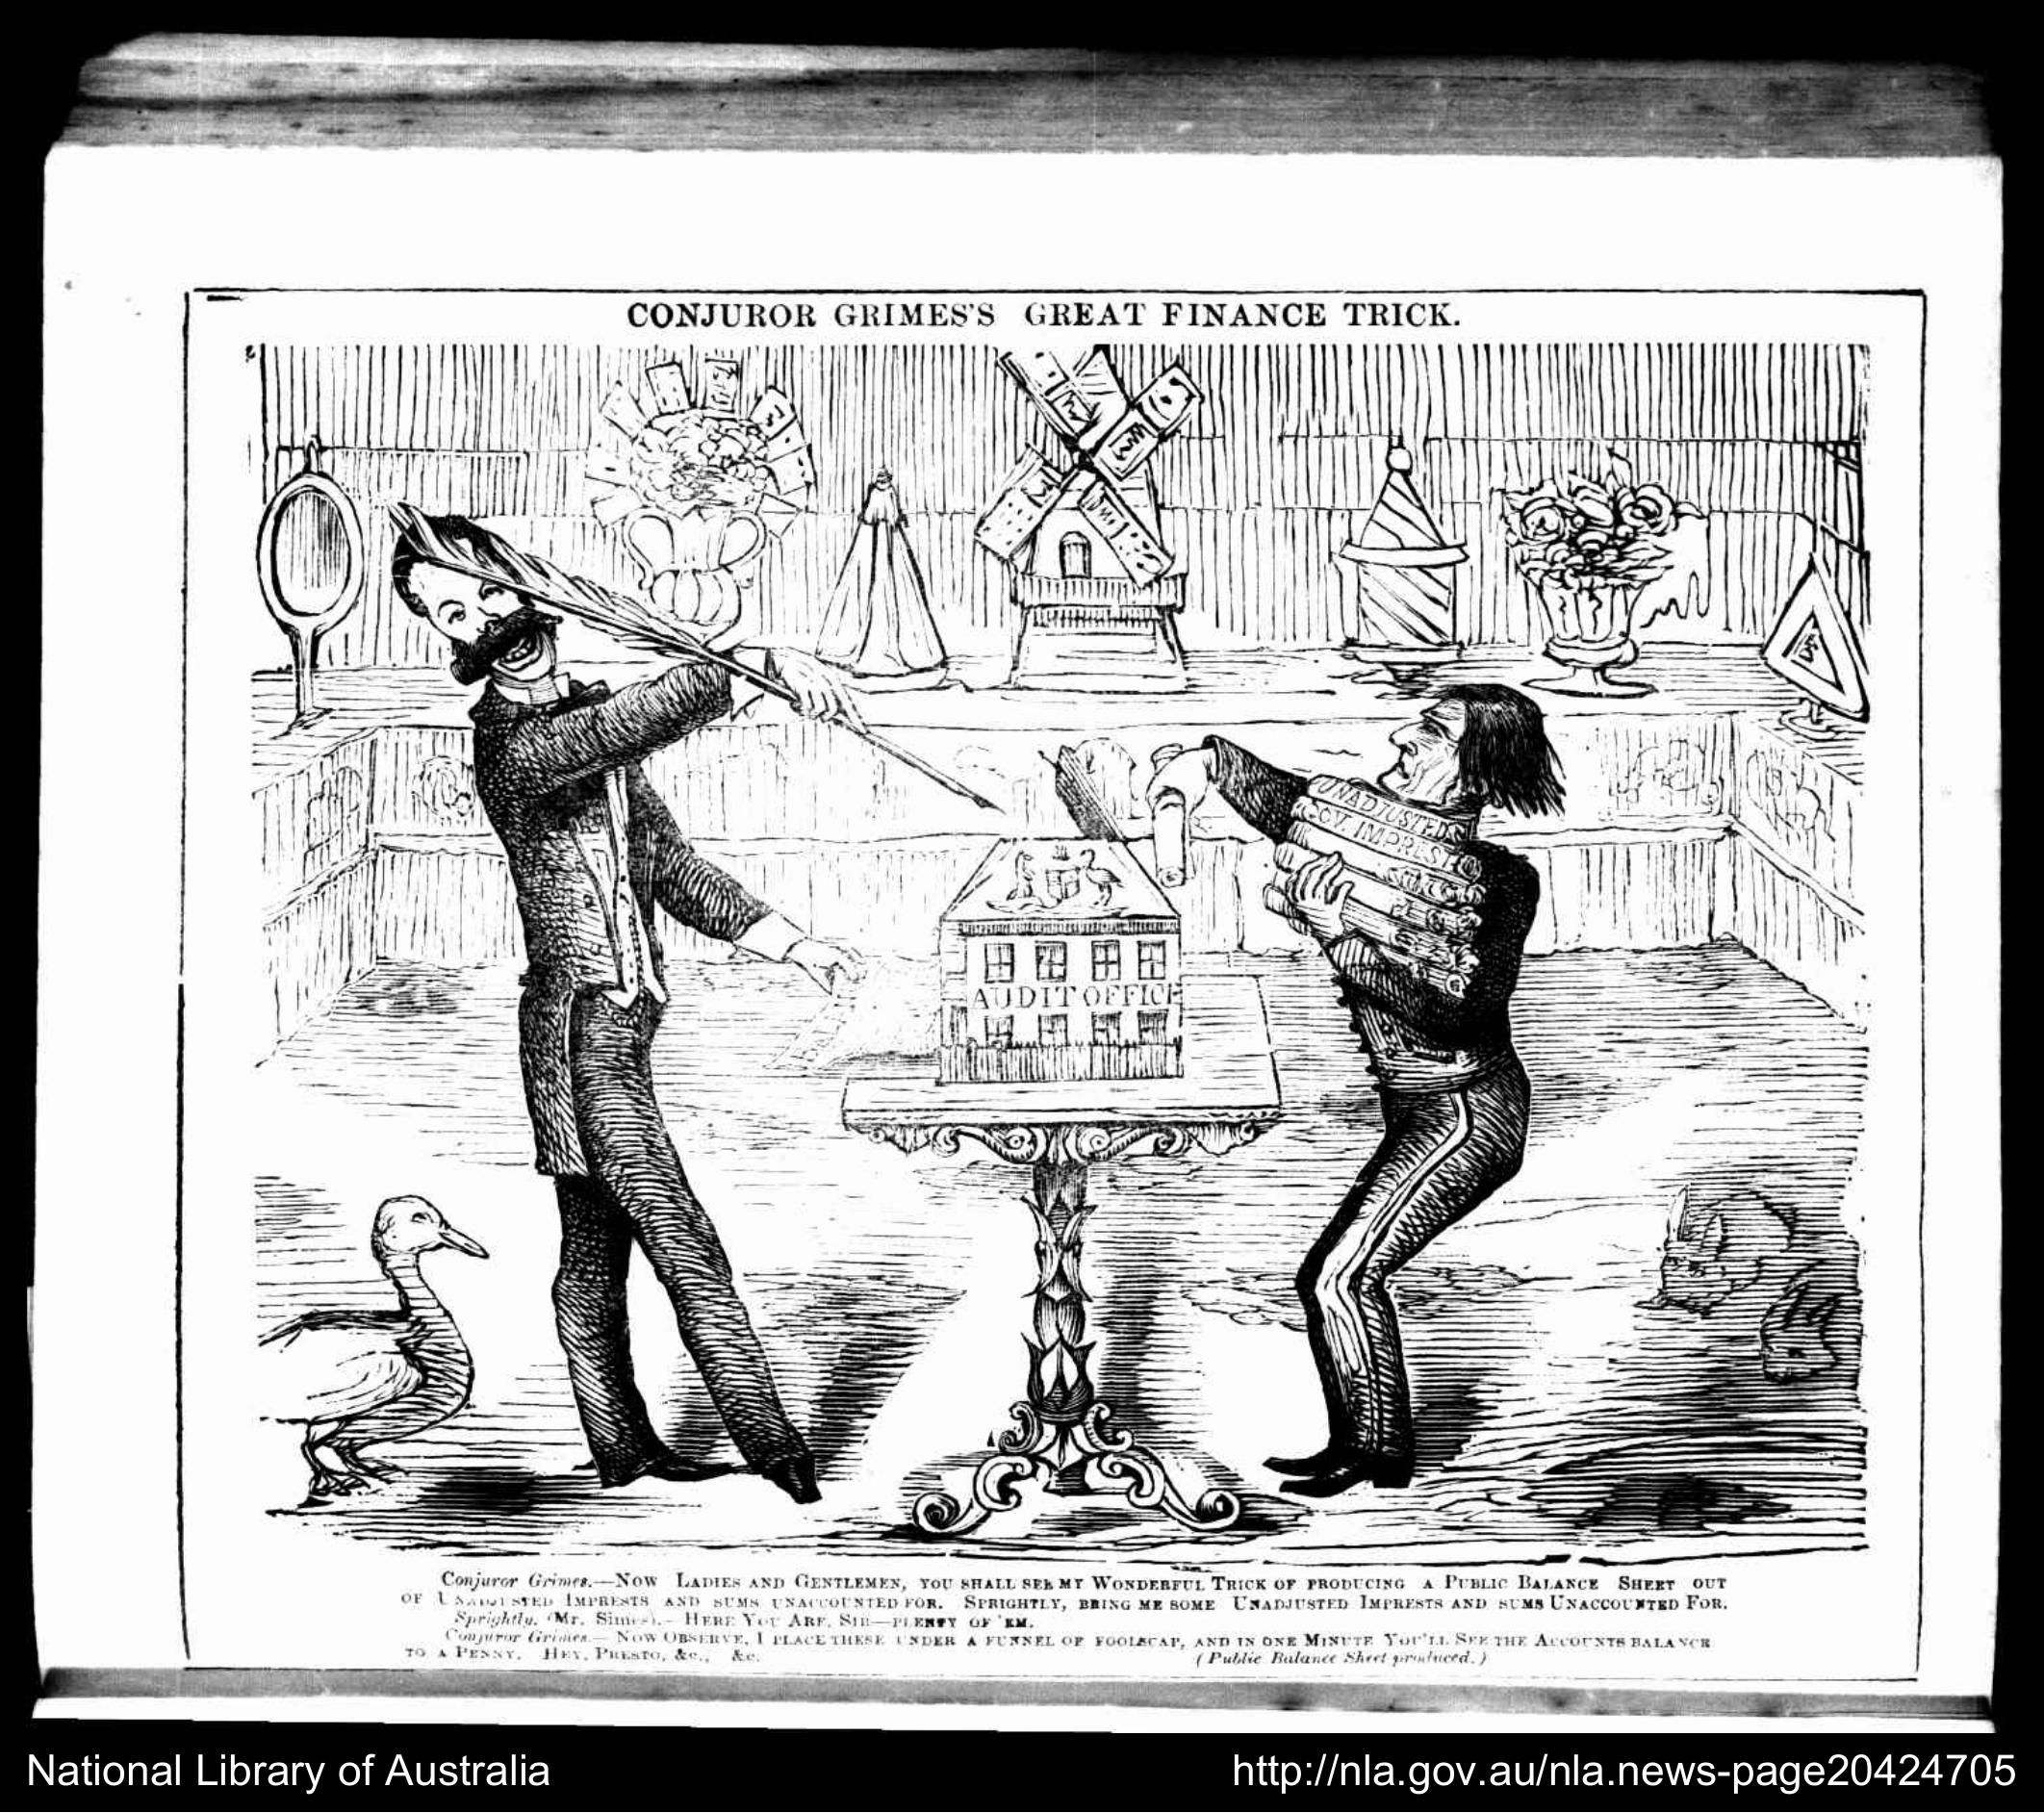 CONJUROR GRIMES'S GREAT FINANCE TRICK.
UNADJUSTED
GOV. IMPREST
AUDIT OFFICE
Conjuror Grimes.—Now Ladies and Gentlemen, you shall see my Wonderful Trick of producing a Public Balance Sheet out
of Unadjusted Imprests and sums unaccounted for. Sprightly, bring me some Unadjusted Imprests and sums Unaccounted For.
Sprightly. (Mr. Simes).—Here You Are, Sir—plenty of 'em.
Conjuror Grimes.—Now Observe, I place these under a funnel of foolscap, and in one Minute You'll See the Accounts balance
to a Penny. Hey, Presto, &c., &c.
(Public Balance Sheet produced.)
National Library of Australia
http://nla.gov.au/nla.news-page20424705